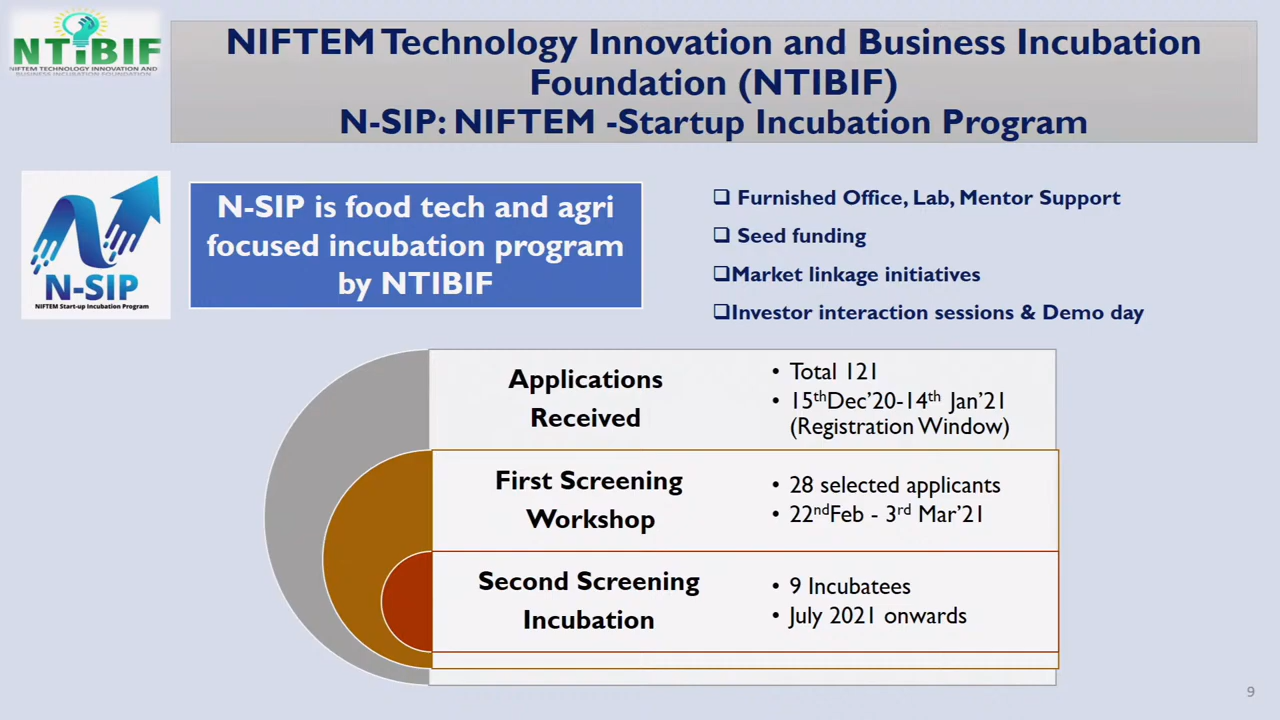 NTiBIF
NIFTEM TECHNOLOGY INNOVATION AND
BUSINESS INCUBATION FOUNDATION
NIFTEM Technology Innovation and Business Incubation
Foundation (NTIBIF)
N-SIP: NIFTEM -Startup Incubation Program
N-SIP
NIFTEM Start-up Incubation Program
N-SIP is food tech and agri
focused incubation program
by NTIBIF
❑ Furnished Office, Lab, Mentor Support
❑ Seed funding
❑Market linkage initiatives
❑Investor interaction sessions & Demo day
Applications
Received
• Total 121
• 15thDec'20-14th Jan'21
(Registration Window)
First Screening
Workshop
• 28 selected applicants
• 22ndFeb - 3rd Mar'21
Second Screening
Incubation
• 9 Incubatees
• July 2021 onwards
9